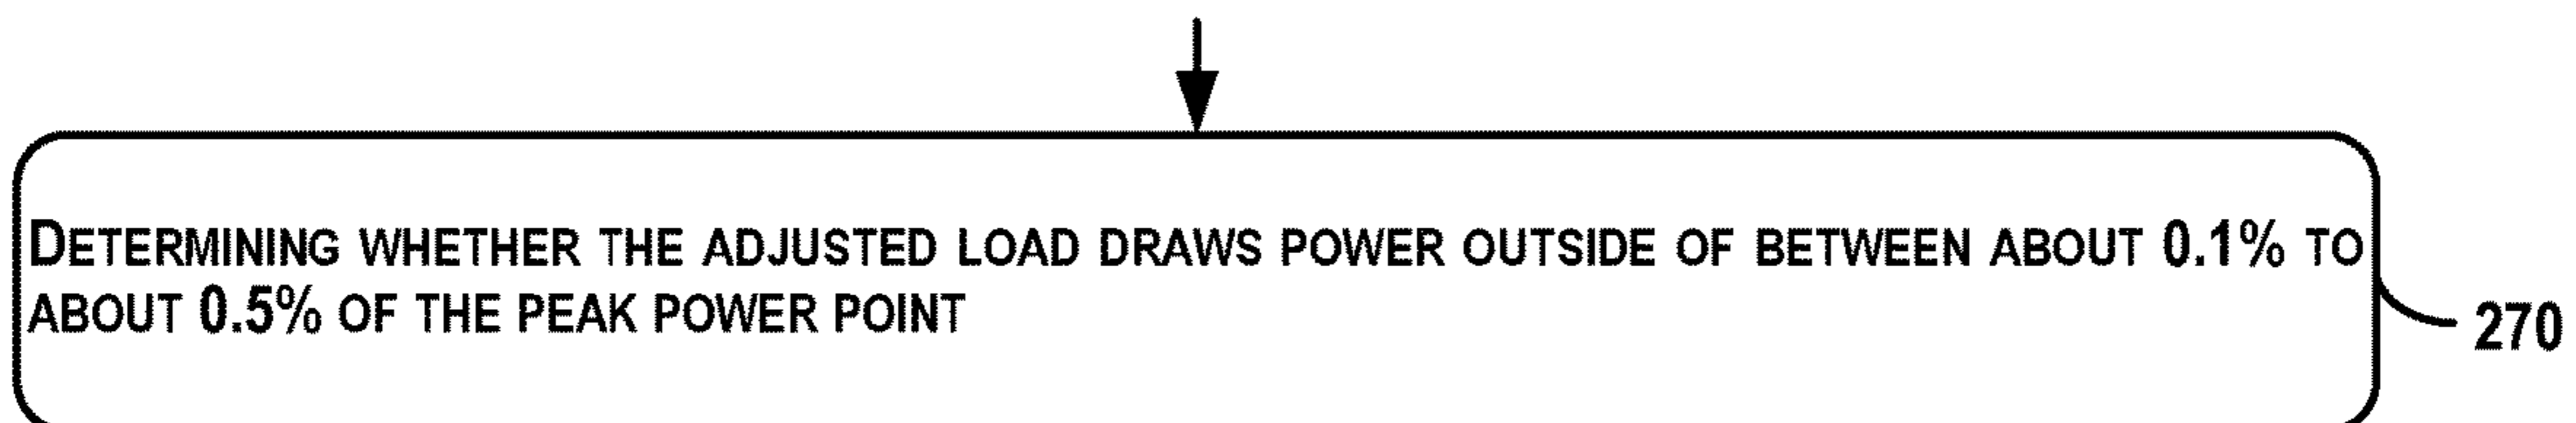 DETERMINING WHETHER THE ADJUSTED LOAD DRAWS POWER OUTSIDE OF BETWEEN ABOUT 0.1% TO
ABOUT 0.5% OF THE PEAK POWER POINT
270